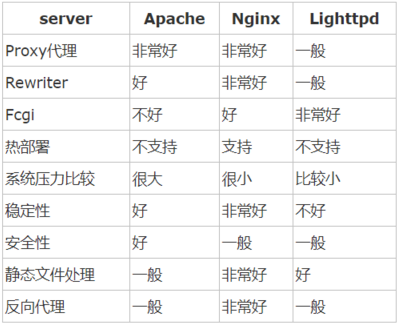 server Apache Nginx Lighttpd
Proxy代理 非常好 非常好 一般
Rewriter 好 非常好 一般
Fcgi 不好 好 非常好
热部署 不支持 支持 不支持
系统压力比较 很大 很小 比较小
稳定性 好 非常好 不好
安全性 好 一般 一般
静态文件处理 一般 非常好 好
反向代理 一般 非常好 一般